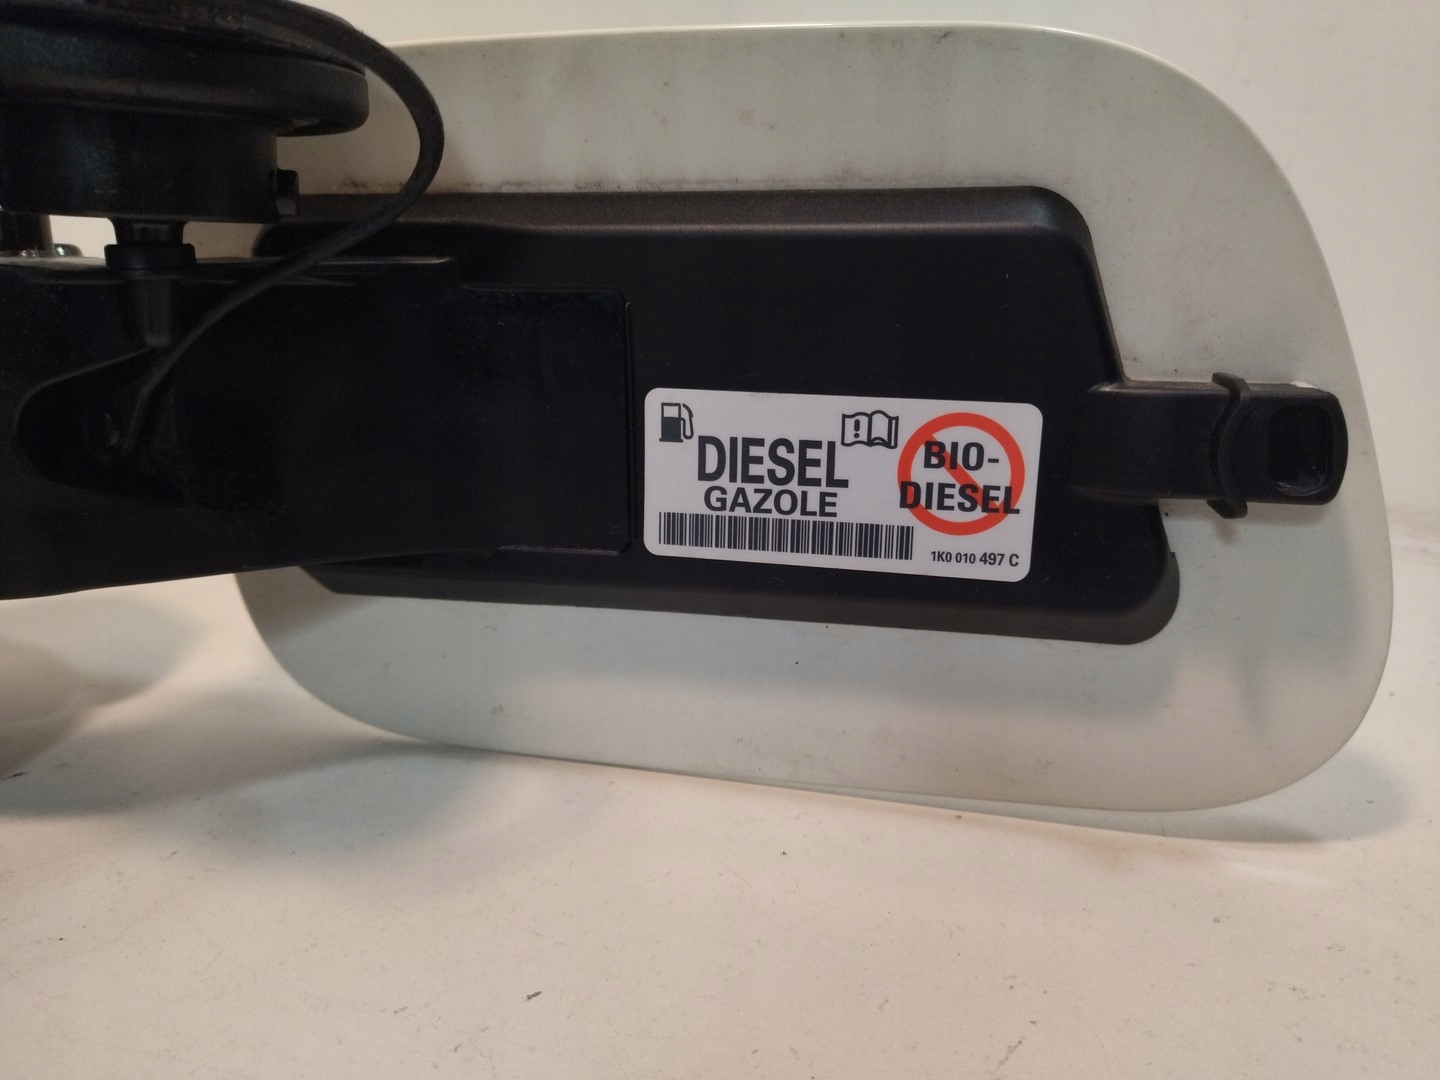 DIESEL
GAZOLE
BIO-
DIESEL
1K0 010 497 C